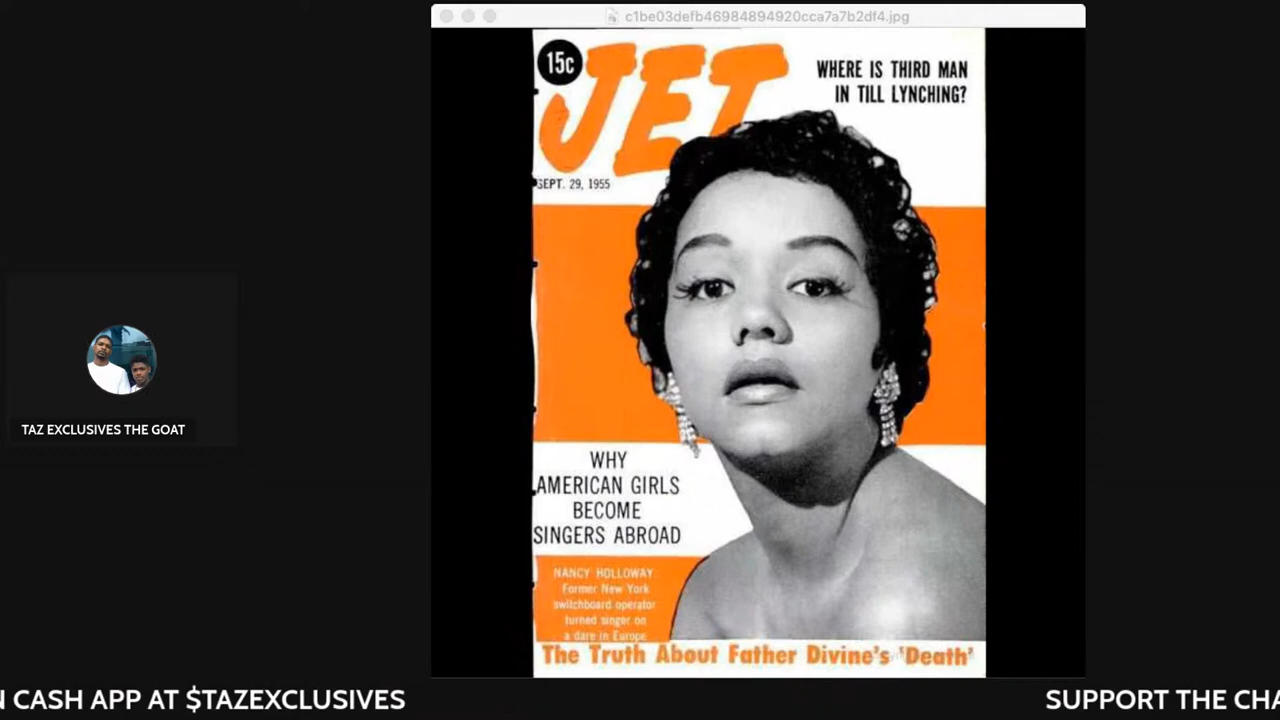 c1be03defb46984894920cca7a7b2df4.jpg
15c
JET
WHERE IS THIRD MAN
IN TILL LYNCHING?
SEPT. 29, 1955
WHY
AMERICAN GIRLS
BECOME
SINGERS ABROAD
NANCY HOLLOWAY:
Former New York
switchboard operator
turned singer on
a dare in Europe
The Truth About Father Divine's 'Death'
TAZ EXCLUSIVES THE GOAT
N CASH APP AT $TAZEXCLUSIVES
SUPPORT THE CHA